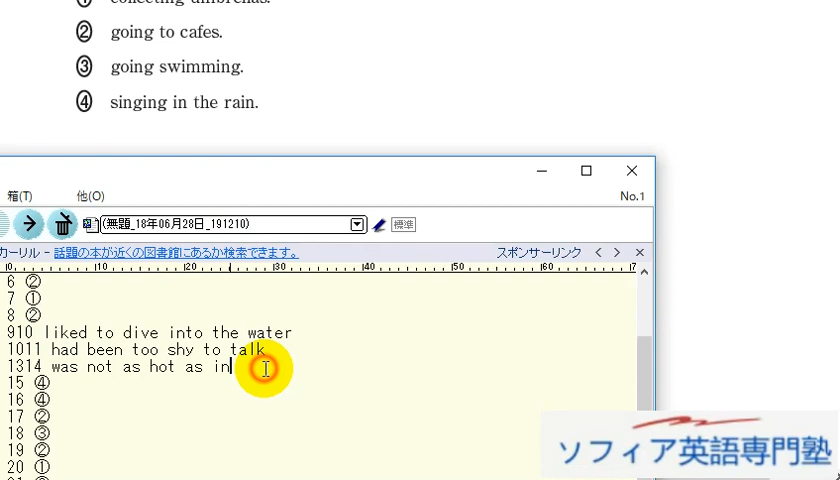 ① collecting umbrellas.
② going to cafes.
③ going swimming.
④ singing in the rain.
箱(T) 他(O) No.1
(無題_18年06月28日_191210) 標準
カーリル - 話題の本が近くの図書館にあるか検索できます。 スポンサーリンク
0 10 20 30 40 50 60 7
6 ②
7 ①
8 ②
910 liked to dive into the water
1011 had been too shy to talk
1314 was not as hot as in
15 ④
16 ④
17 ②
18 ③
19 ②
20 ①
ソフィア英語専門塾